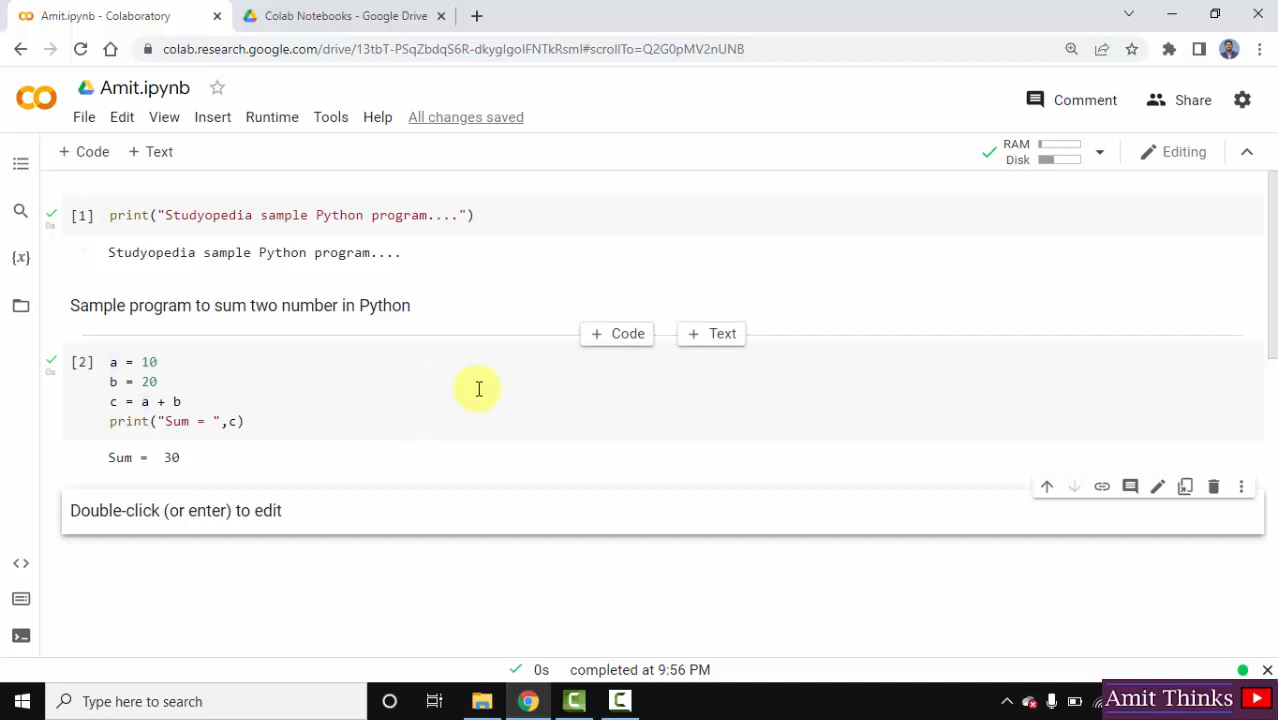 Amit.ipynb - Colaboratory
Colab Notebooks - Google Drive
colab.research.google.com/drive/13tbT-PSqZbdqS6R-dkyglgolFNTkRsml#scrollTo=Q2G0pMV2nUNB
CO
Amit.ipynb
Comment
Share
File Edit View Insert Runtime Tools Help All changes saved
+ Code + Text
RAM
Disk
Editing
[1] print("Studyopedia sample Python program....")
0s
Studyopedia sample Python program....
{x}
Sample program to sum two number in Python
+ Code + Text
[2] a = 10
0s
b = 20
c = a + b
print("Sum = ",c)
Sum =  30
Double-click (or enter) to edit
0s completed at 9:56 PM
Type here to search
Amit Thinks